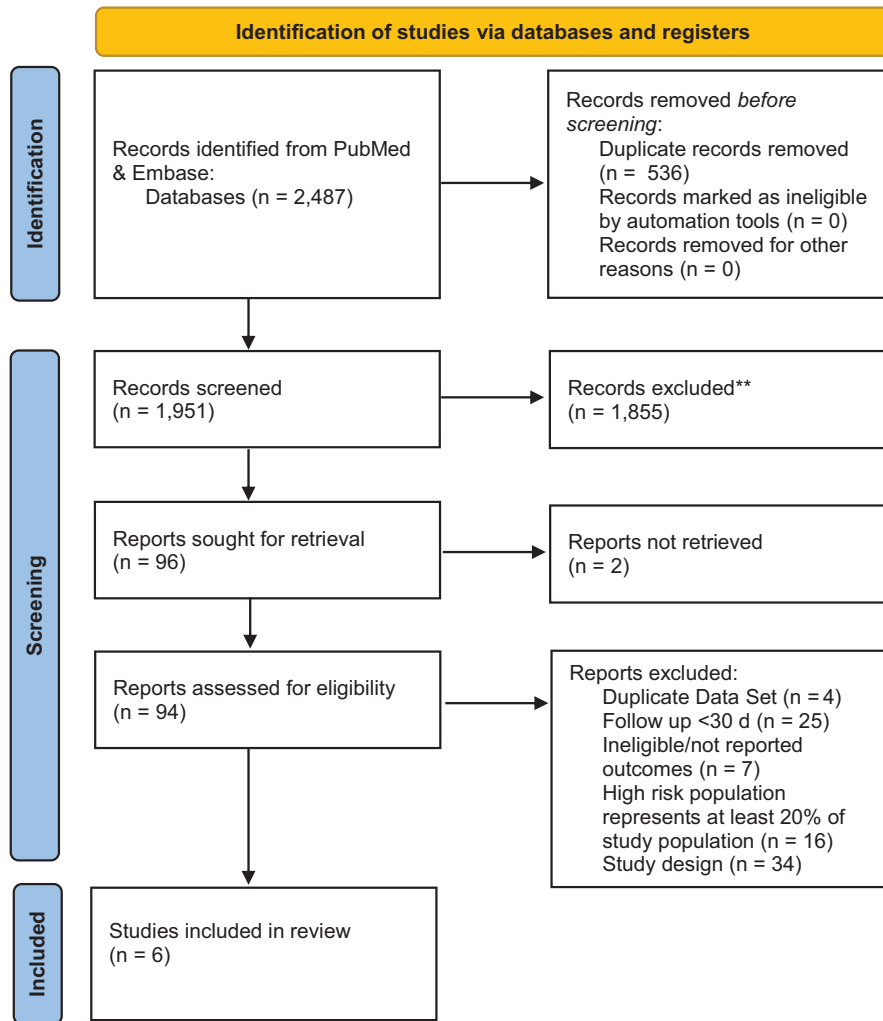 Identification of studies via databases and registers
Identification
Records identified from PubMed
& Embase:
Databases (n = 2,487)
Records removed before
screening:
Duplicate records removed
(n = 536)
Records marked as ineligible
by automation tools (n = 0)
Records removed for other
reasons (n = 0)
Screening
Records screened
(n = 1,951)
Records excluded**
(n = 1,855)
Reports sought for retrieval
(n = 96)
Reports not retrieved
(n = 2)
Reports assessed for eligibility
(n = 94)
Reports excluded:
Duplicate Data Set (n = 4)
Follow up <30 d (n = 25)
Ineligible/not reported
outcomes (n = 7)
High risk population
represents at least 20% of
study population (n = 16)
Study design (n = 34)
Included
Studies included in review
(n = 6)